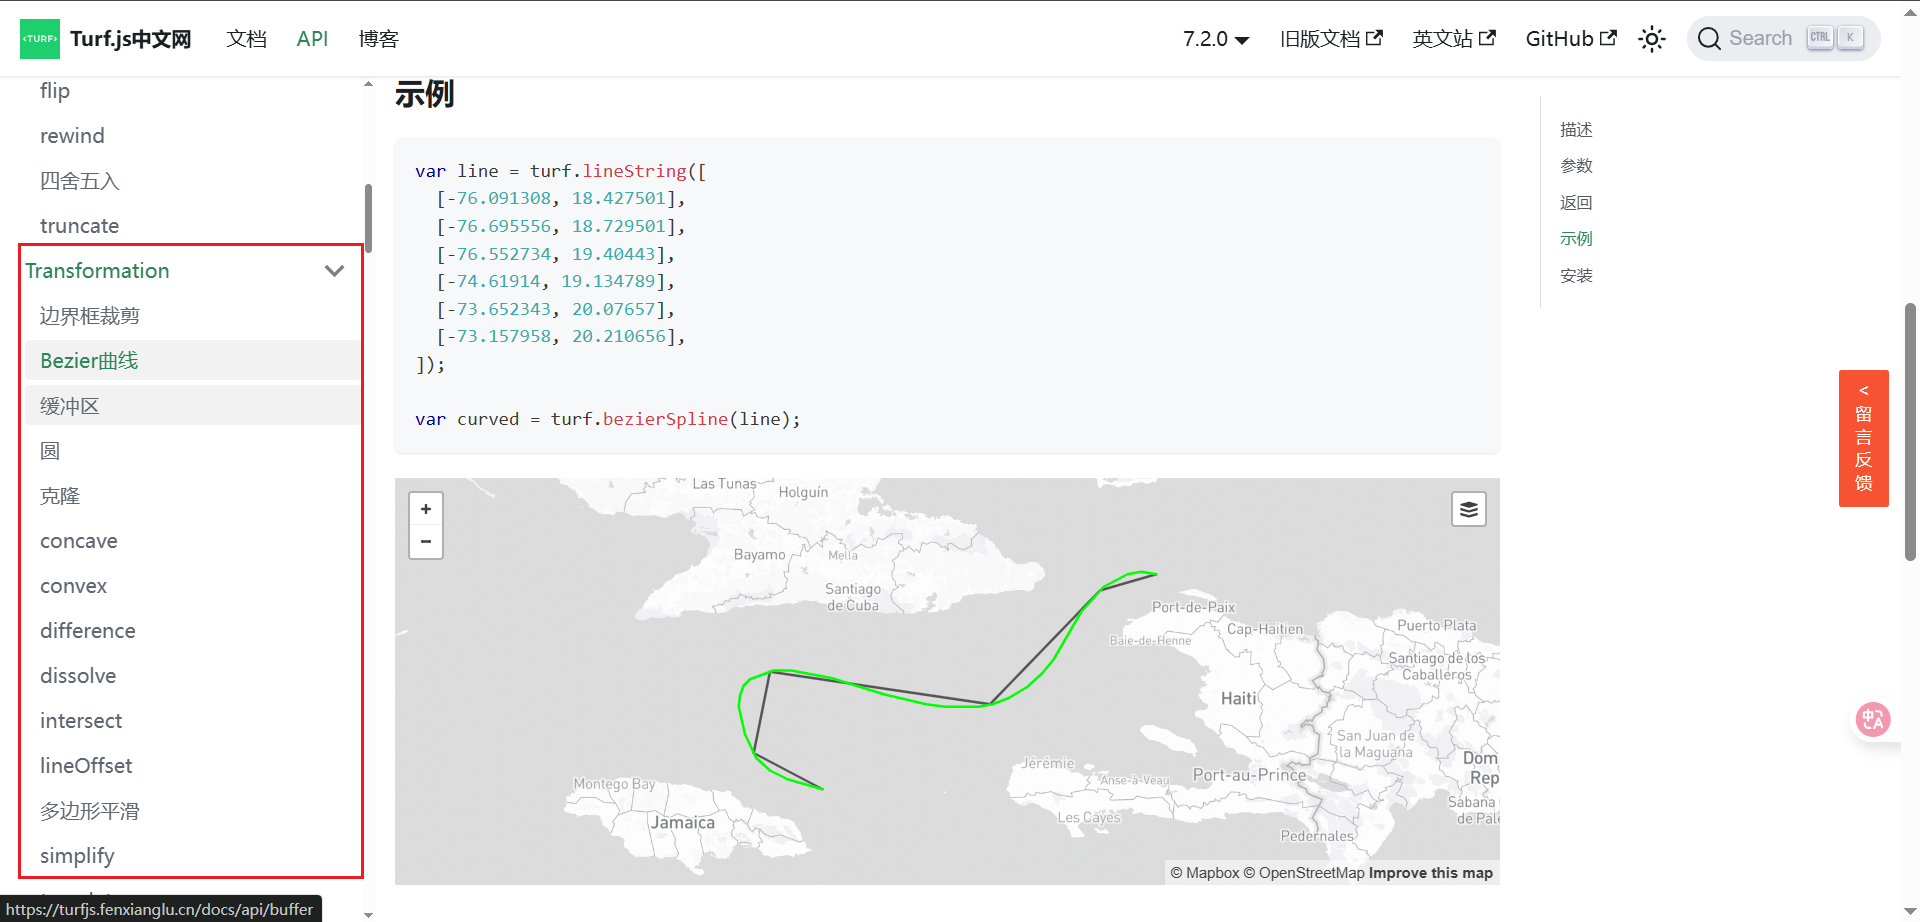 <TURF>
Turf.js中文网
文档
API
博客
7.2.0
旧版文档
英文站
GitHub
Search
CTRL
K
flip
rewind
四舍五入
truncate
Transformation
边界框裁剪
Bezier曲线
缓冲区
圆
克隆
concave
convex
difference
dissolve
intersect
lineOffset
多边形平滑
simplify
https://turfjs.fenxianglu.cn/docs/api/buffer
示例
var line = turf.lineString([
[-76.091308, 18.427501],
[-76.695556, 18.729501],
[-76.552734, 19.40443],
[-74.61914, 19.134789],
[-73.652343, 20.07657],
[-73.157958, 20.210656],
]);
var curved = turf.bezierSpline(line);
+
−
Las Tunas
Holguín
Bayamo
Mella
Santiago
de Cuba
Port-de-Paix
Baie-de-Henne
Cap-Haitien
Puerto Plata
Santiago de los
Caballeros
Haiti
San Juan de
la Maguana
Dom
Rep
Jérémie
Anse-à-Veau
Port-au-Prince
Sabana
de Pal
Les Cayes
Pedernales
Montego Bay
Jamaica
© Mapbox © OpenStreetMap Improve this map
描述
参数
返回
示例
安装
<
留
言
反
馈
中
A